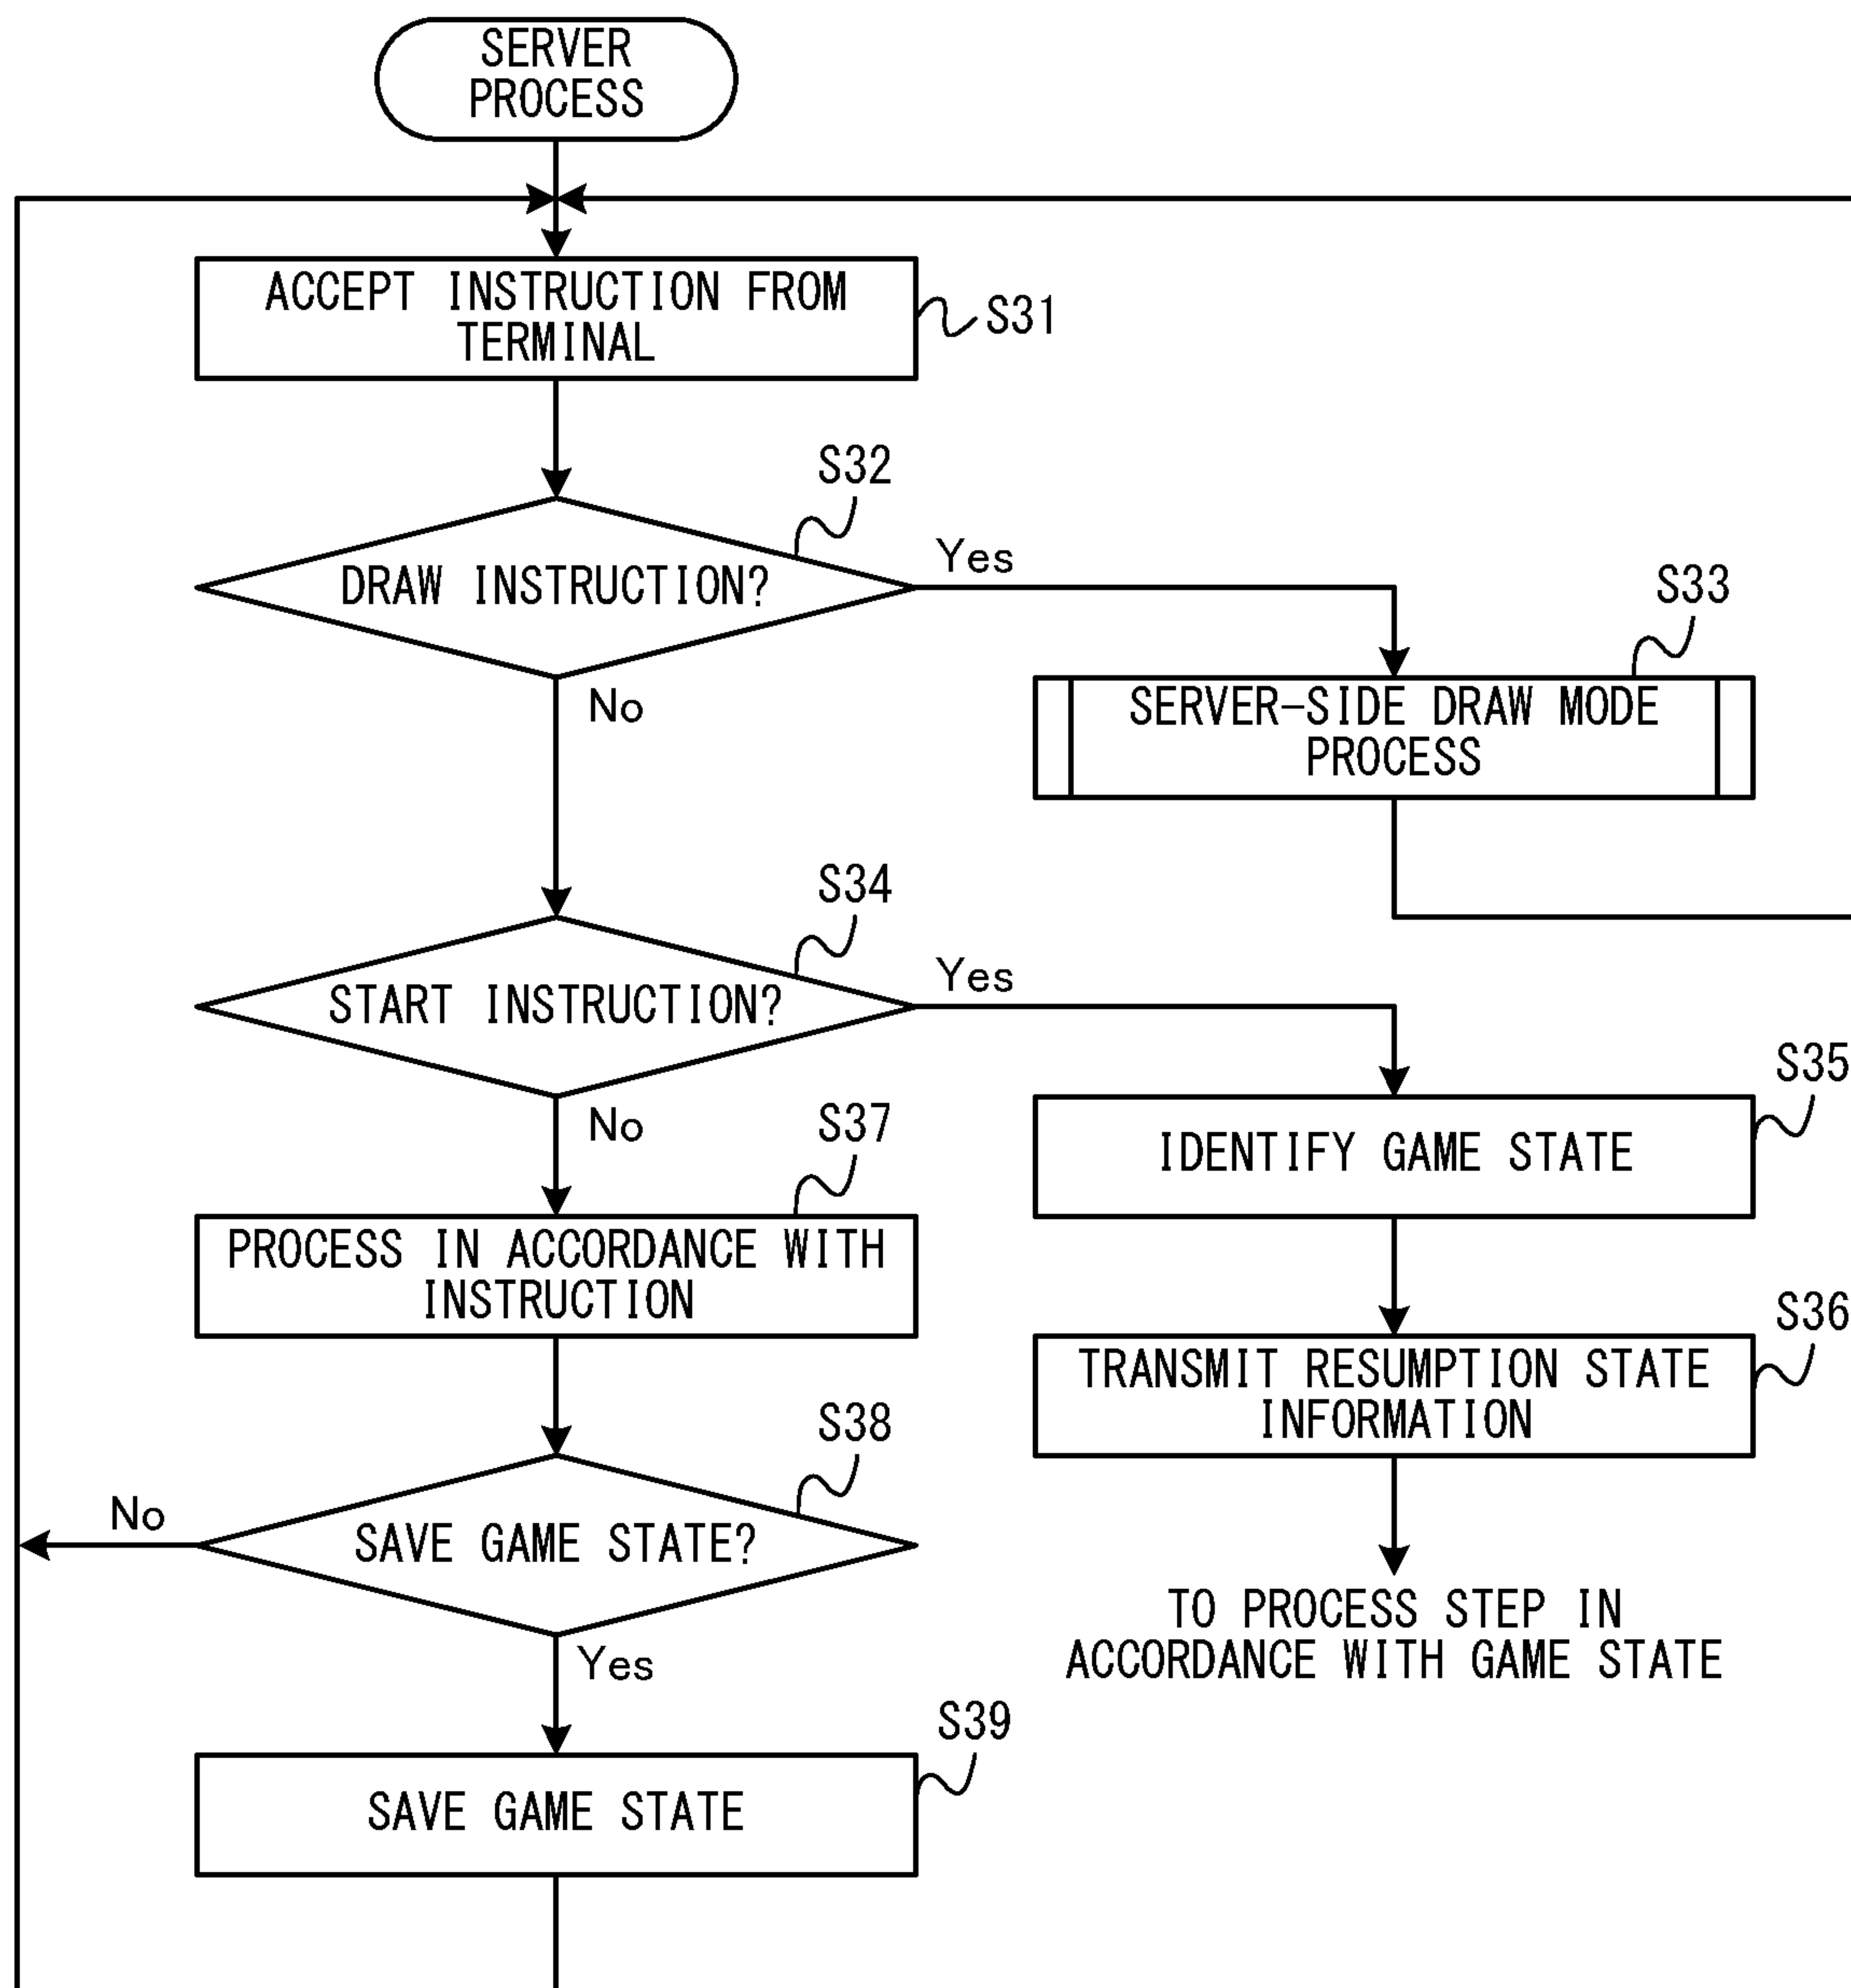 SERVER
PROCESS
ACCEPT INSTRUCTION FROM
TERMINAL
S31
S32
DRAW INSTRUCTION?
Yes
No
S33
SERVER-SIDE DRAW MODE
PROCESS
S34
START INSTRUCTION?
Yes
No
S35
IDENTIFY GAME STATE
S36
TRANSMIT RESUMPTION STATE
INFORMATION
TO PROCESS STEP IN
ACCORDANCE WITH GAME STATE
S37
PROCESS IN ACCORDANCE WITH
INSTRUCTION
S38
SAVE GAME STATE?
No
Yes
S39
SAVE GAME STATE